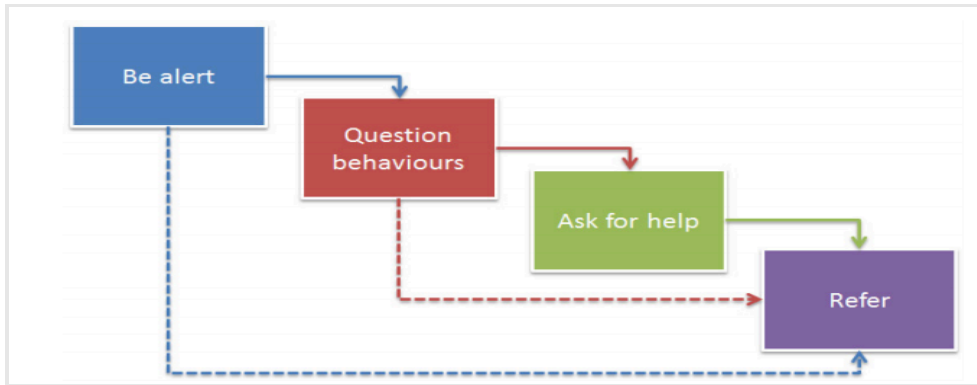 Be alert
Question
behaviours
Ask for help
Refer